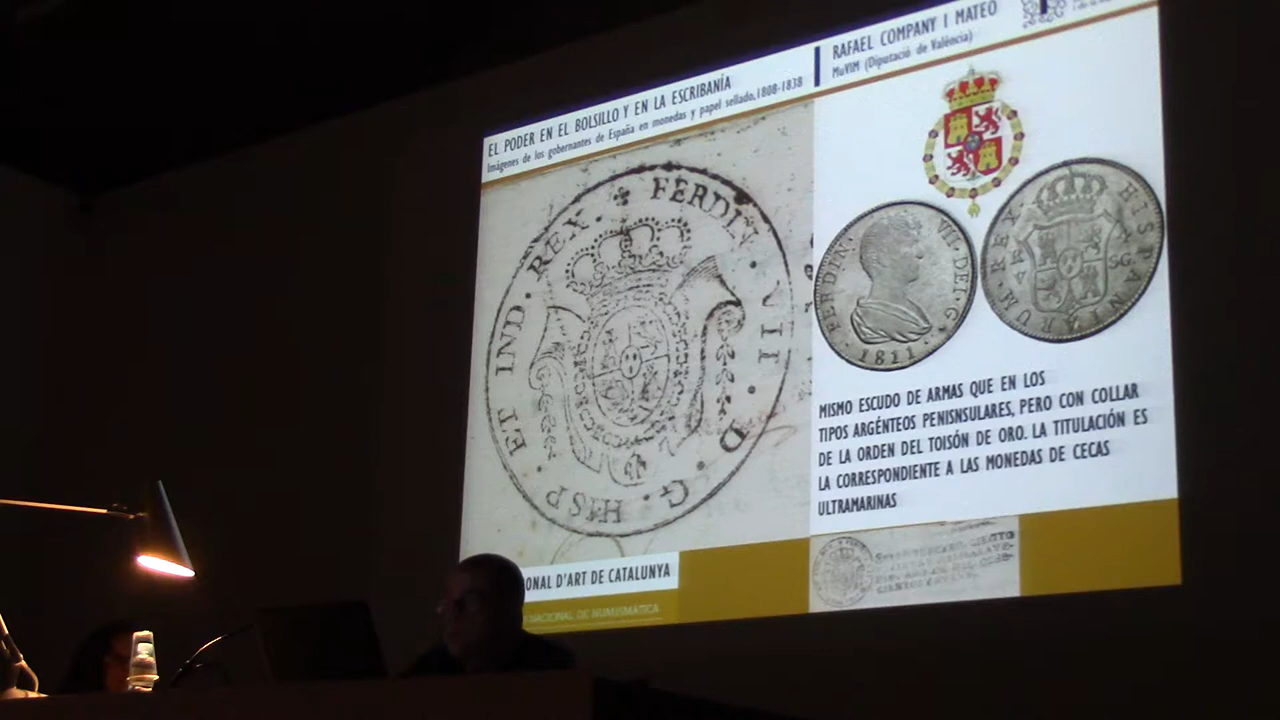 EL PODER EN EL BOLSILLO Y EN LA ESCRIBANÍA
Imágenes de los gobernantes de España en monedas y papel sellado, 1808-1838
RAFAEL COMPANY I MATEO
MuVIM (Diputació de València)
FERDIN · VII · D · G · HISP · ET IND · REX ·
FERDIN · VII · DEI · G ·
1811
HISPANIARUM · REX
R
SG
MISMO ESCUDO DE ARMAS QUE EN LOS
TIPOS ARGÉNTEOS PENISNSULARES, PERO CON COLLAR
DE LA ORDEN DEL TOISÓN DE ORO. LA TITULACIÓN ES
LA CORRESPONDIENTE A LAS MONEDAS DE CECAS
ULTRAMARINAS
ONAL D'ART DE CATALUNYA
NACIONAL DE NUMISMÀTICA